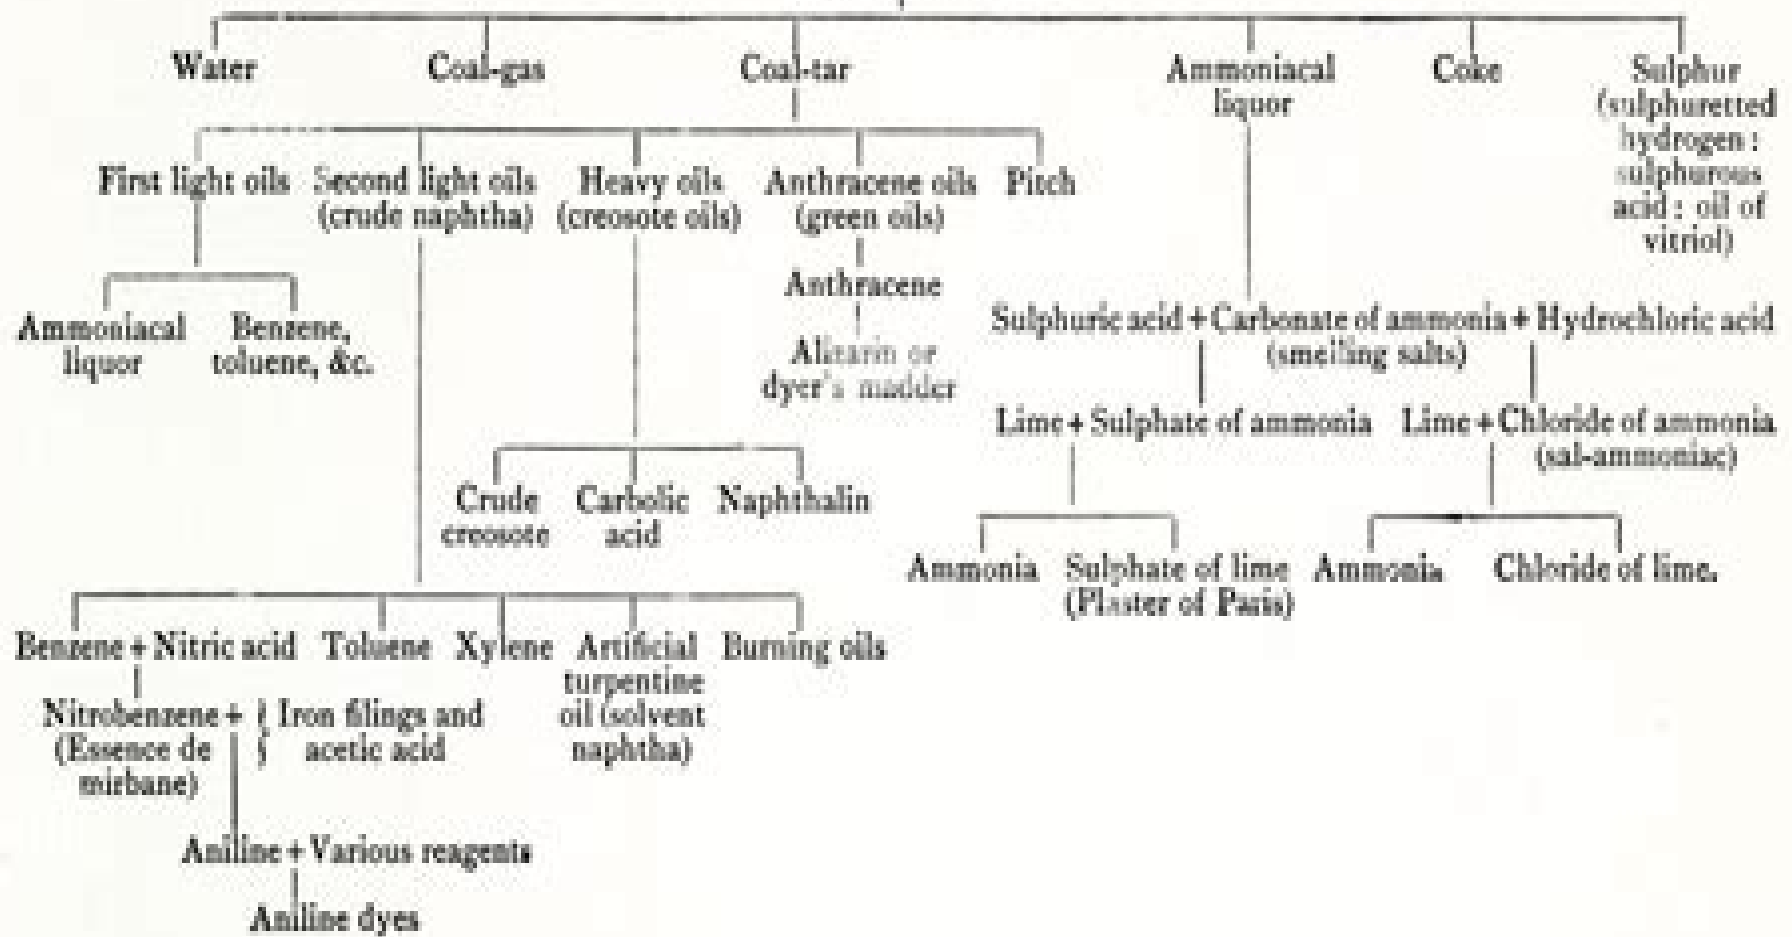 Water Coal-gas Coal-tar Ammoniacal liquor Coke Sulphur (sulphuretted hydrogen: sulphurous acid: oil of vitriol)
First light oils Second light oils (crude naphtha) Heavy oils (creosote oils) Anthracene oils (green oils) Pitch
Anthracene
Ammoniacal liquor Benzene, toluene, &c. Alizarin or dyer's madder
Sulphuric acid + Carbonate of ammonia (smelling salts) + Hydrochloric acid
Lime + Sulphate of ammonia Lime + Chloride of ammonia (sal-ammoniac)
Crude creosote Carbolic acid Naphthalin
Ammonia Sulphate of lime (Plaster of Paris) Ammonia Chloride of lime.
Benzene + Nitric acid Toluene Xylene Artificial turpentine oil (solvent naphtha) Burning oils
Nitrobenzene (Essence de mirbane) + { Iron filings and acetic acid
Aniline + Various reagents
Aniline dyes